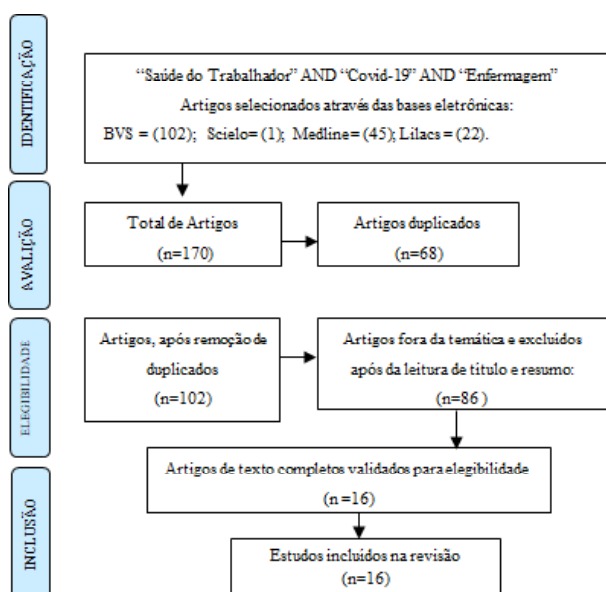 IDENTIFICAÇÃO
“Saúde do Trabalhador” AND “Covid-19” AND “Enfermagem”
Artigos selecionados através das bases eletrônicas:
BVS = (102); Scielo= (1); Medline= (45); Lilacs = (22).
AVALIÇÃO
Total de Artigos
(n=170)
Artigos duplicados
(n=68)
ELEGIBILIDADE
Artigos, após remoção de
duplicados
(n=102)
Artigos fora da temática e excluídos
após da leitura de título e resumo:
(n=86 )
Artigos de texto completos validados para elegibilidade
(n=16)
INCLUSÃO
Estudos incluídos na revisão
(n=16)